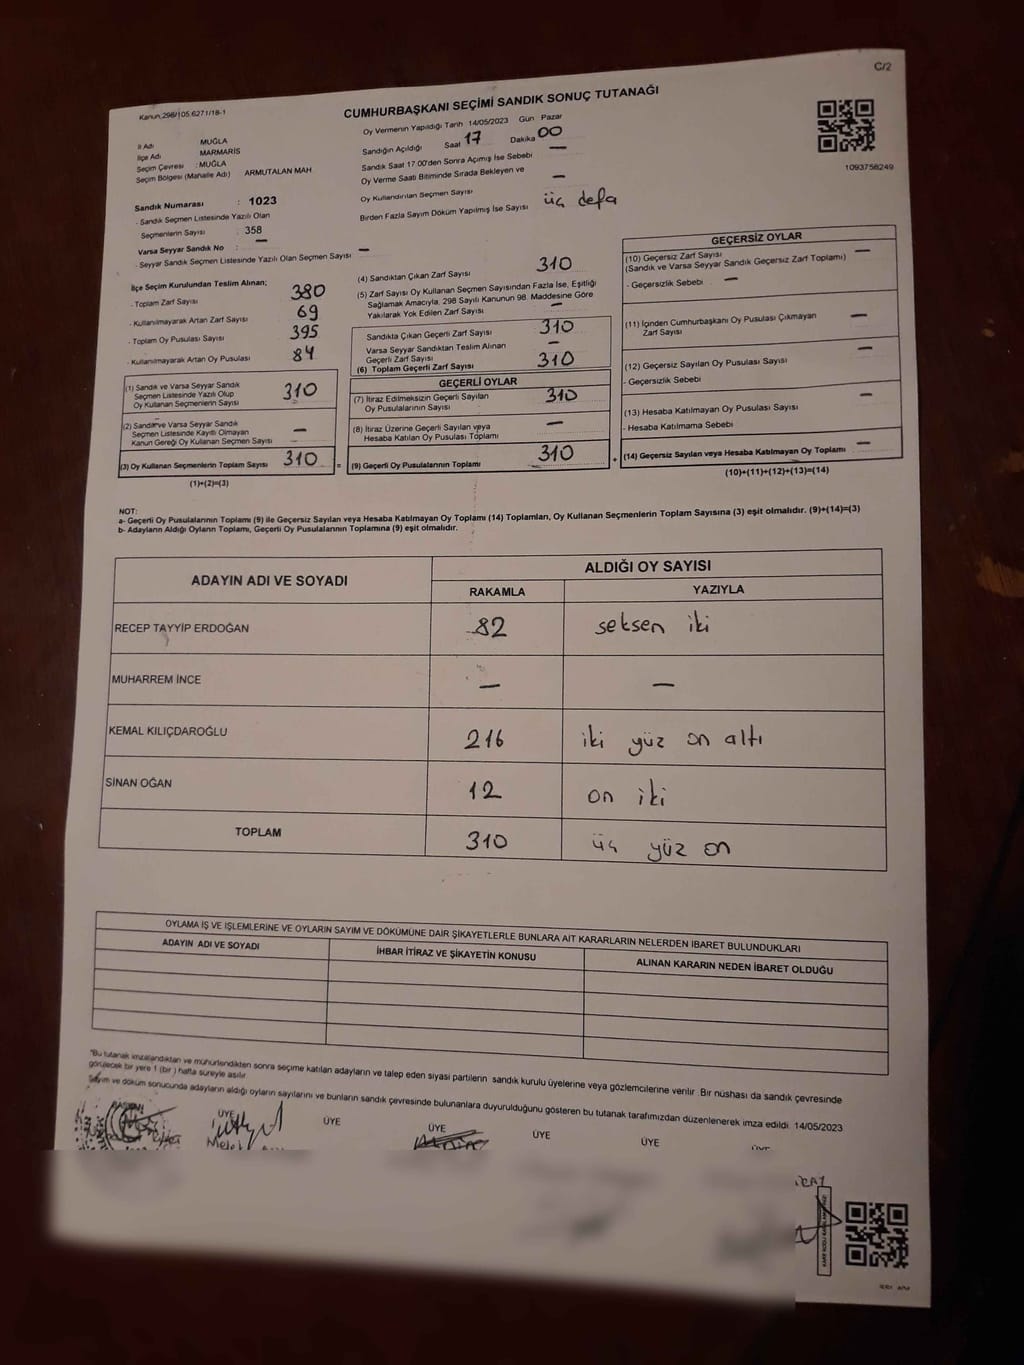 C/2
Kanun.298/105.6271/18-1
CUMHURBAŞKANI SEÇİMİ SANDIK SONUÇ TUTANAĞI
1093758249
İl Adı MUĞLA
İlçe Adı MARMARİS
Seçim Çevresi : MUĞLA
Seçim Bölgesi (Mahalle Adı) ARMUTALAN MAH
Sandık Numarası : 1023
- Sandık Seçmen Listesinde Yazılı Olan
Seçmenlerin Sayısı : 358
Varsa Seyyar Sandık No : —
- Seyyar Sandık Seçmen Listesinde Yazılı Olan Seçmen Sayısı —
Oy Vermenin Yapıldığı Tarih 14/05/2023 Gün Pazar
Sandığın Açıldığı Saat 17 Dakika 00
Sandık Saat 17.00'den Sonra Açımış İse Sebebi —
Oy Verme Saati Bitiminde Sırada Bekleyen ve
Oy Kullandırılan Seçmen Sayısı —
Birden Fazla Sayım Döküm Yapılmış İse Sayısı üç defa
İlçe Seçim Kurulundan Teslim Alınan;
- Toplam Zarf Sayısı 380
- Kullanılmayarak Artan Zarf Sayısı 69
- Toplam Oy Pusulası Sayısı 395
- Kullanılmayarak Artan Oy Pusulası 84
(1) Sandık ve Varsa Seyyar Sandık
Seçmen Listesinde Yazılı Olup
Oy Kullanan Seçmenlerin Sayısı 310
(2) Sandık ve Varsa Seyyar Sandık
Seçmen Listesinde Kayıtlı Olmayan
Kanun Gereği Oy Kullanan Seçmen Sayısı —
(3) Oy Kullanan Seçmenlerin Toplam Sayısı 310 =
(1)+(2)=(3)
(4) Sandıktan Çıkan Zarf Sayısı 310
(5) Zarf Sayısı Oy Kullanan Seçmen Sayısından Fazla İse, Eşitliği
Sağlamak Amacıyla, 298 Sayılı Kanunun 98. Maddesine Göre
Yakılarak Yok Edilen Zarf Sayısı —
Sandıkta Çıkan Geçerli Zarf Sayısı 310
Varsa Seyyar Sandıktan Teslim Alınan
Geçerli Zarf Sayısı —
(6) Toplam Geçerli Zarf Sayısı 310
GEÇERLİ OYLAR
(7) İtiraz Edilmeksizin Geçerli Sayılan
Oy Pusulalarının Sayısı 310
(8) İtiraz Üzerine Geçerli Sayılan veya
Hesaba Katılan Oy Pusulası Toplamı —
(9) Geçerli Oy Pusulalarının Toplamı 310 +
GEÇERSİZ OYLAR
(10) Geçersiz Zarf Sayısı —
(Sandık ve Varsa Seyyar Sandık Geçersiz Zarf Toplamı)
- Geçersizlik Sebebi —
(11) İçinden Cumhurbaşkanı Oy Pusulası Çıkmayan
Zarf Sayısı —
(12) Geçersiz Sayılan Oy Pusulası Sayısı —
- Geçersizlik Sebebi
(13) Hesaba Katılmayan Oy Pusulası Sayısı —
- Hesaba Katılmama Sebebi
(14) Geçersiz Sayılan veya Hesaba Katılmayan Oy Toplamı —
(10)+(11)+(12)+(13)=(14)
NOT:
a- Geçerli Oy Pusulalarının Toplamı (9) ile Geçersiz Sayılan veya Hesaba Katılmayan Oy Toplamı (14) Toplamları, Oy Kullanan Seçmenlerin Toplam Sayısına (3) eşit olmalıdır. (9)+(14)=(3)
b- Adayların Aldığı Oyların Toplamı, Geçerli Oy Pusulalarının Toplamına (9) eşit olmalıdır.
ADAYIN ADI VE SOYADI ALDIĞI OY SAYISI
RAKAMLA YAZIYLA
RECEP TAYYİP ERDOĞAN 82 seksen iki
MUHARREM İNCE — —
KEMAL KILIÇDAROĞLU 216 iki yüz on altı
SİNAN OĞAN 12 on iki
TOPLAM 310 üç yüz on
OYLAMA İŞ VE İŞLEMLERİNE VE OYLARIN SAYIM VE DÖKÜMÜNE DAİR ŞİKAYETLERLE BUNLARA AİT KARARLARIN NELERDEN İBARET BULUNDUKLARI
ADAYIN ADI VE SOYADI İHBAR İTİRAZ VE ŞİKAYETİN KONUSU ALINAN KARARIN NEDEN İBARET OLDUĞU
*Bu tutanak imzalandıktan ve mühürlendikten sonra seçime katılan adayların ve talep eden siyasi partilerin sandık kurulu üyelerine veya gözlemcilerine verilir. Bir nüshası da sandık çevresinde
görülecek bir yere 1 (bir) hafta süreyle asılır.
Sayım ve döküm sonucunda adayların aldığı oyların sayılarını ve bunların sandık çevresinde bulunanlara duyurulduğunu gösteren bu tutanak tarafımızdan düzenlenerek imza edildi. 14/05/2023
BAŞKAN ÜYE ÜYE ÜYE ÜYE ÜYE ÜYE